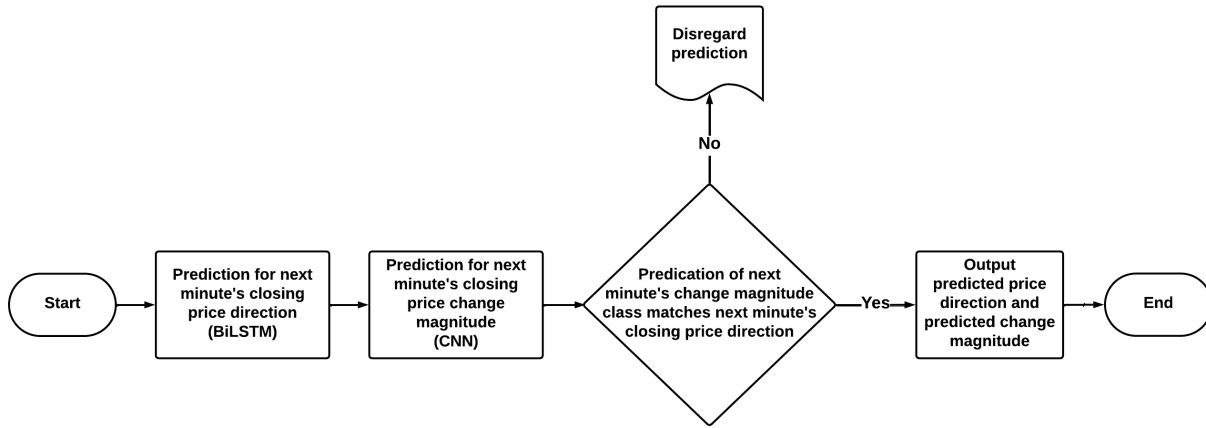 Disregard
prediction
No
Start
Prediction for next
minute's closing
price direction
(BiLSTM)
Prediction for next
minute's closing
price change
magnitude
(CNN)
Predication of next
minute's change magnitude
class matches next minute's
closing price direction
Yes
Output
predicted price
direction and
predicted change
magnitude
End